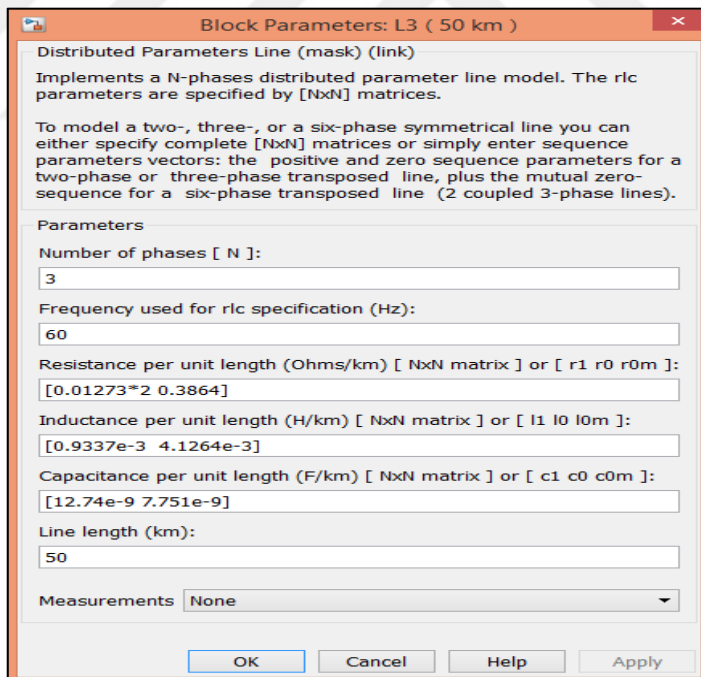 Block Parameters: L3 ( 50 km )
Distributed Parameters Line (mask) (link)
Implements a N-phases distributed parameter line model. The rlc
parameters are specified by [NxN] matrices.
To model a two-, three-, or a six-phase symmetrical line you can
either specify complete [NxN] matrices or simply enter sequence
parameters vectors: the positive and zero sequence parameters for a
two-phase or three-phase transposed line, plus the mutual zero-
sequence for a six-phase transposed line (2 coupled 3-phase lines).
Parameters
Number of phases [ N ]:
3
Frequency used for rlc specification (Hz):
60
Resistance per unit length (Ohms/km) [ NxN matrix ] or [ r1 r0 r0m ]:
[0.01273*2 0.3864]
Inductance per unit length (H/km) [ NxN matrix ] or [ l1 l0 l0m ]:
[0.9337e-3 4.1264e-3]
Capacitance per unit length (F/km) [ NxN matrix ] or [ c1 c0 c0m ]:
[12.74e-9 7.751e-9]
Line length (km):
50
Measurements None
OK Cancel Help Apply